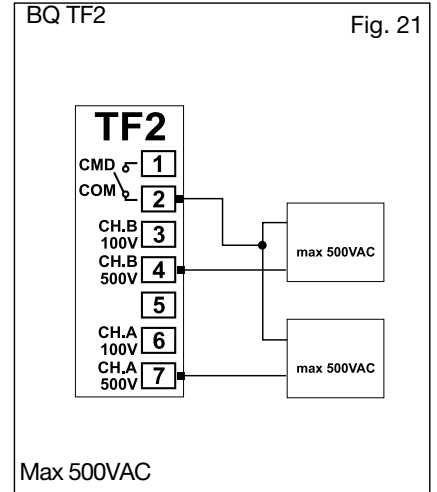 BQ TF2
Fig. 21
TF2
CMD 1
COM 2
CH.B
100V 3
CH.B
500V 4
5
CH.A
100V 6
CH.A
500V 7
max 500VAC
max 500VAC
Max 500VAC